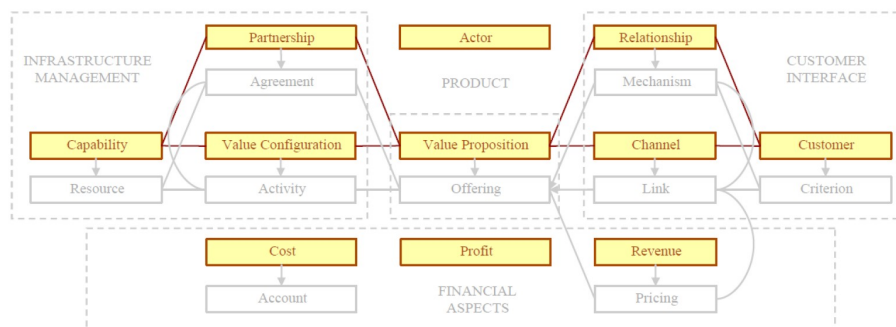 Partnership
Actor
Relationship
INFRASTRUCTURE
MANAGEMENT
CUSTOMER
INTERFACE
Agreement
PRODUCT
Mechanism
Capability
Value Configuration
Value Proposition
Channel
Customer
Resource
Activity
Offering
Link
Criterion
Cost
Profit
Revenue
Account
FINANCIAL
ASPECTS
Pricing